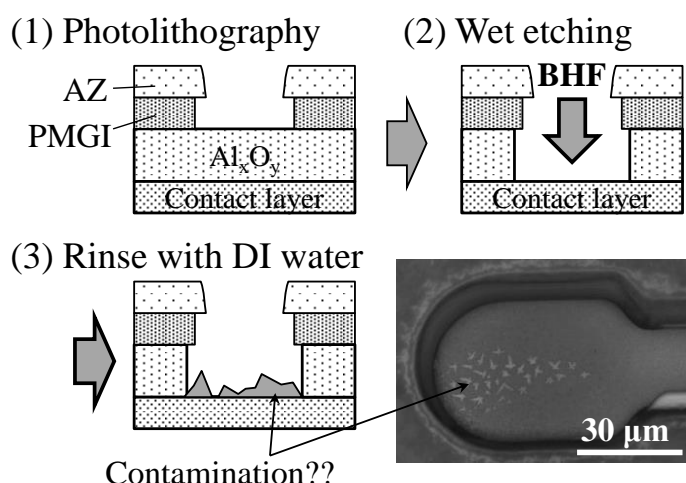 (1) Photolithography
(2) Wet etching
AZ
BHF
PMGI
AlxOy
Contact layer
Contact layer
(3) Rinse with DI water
30 μm
Contamination??